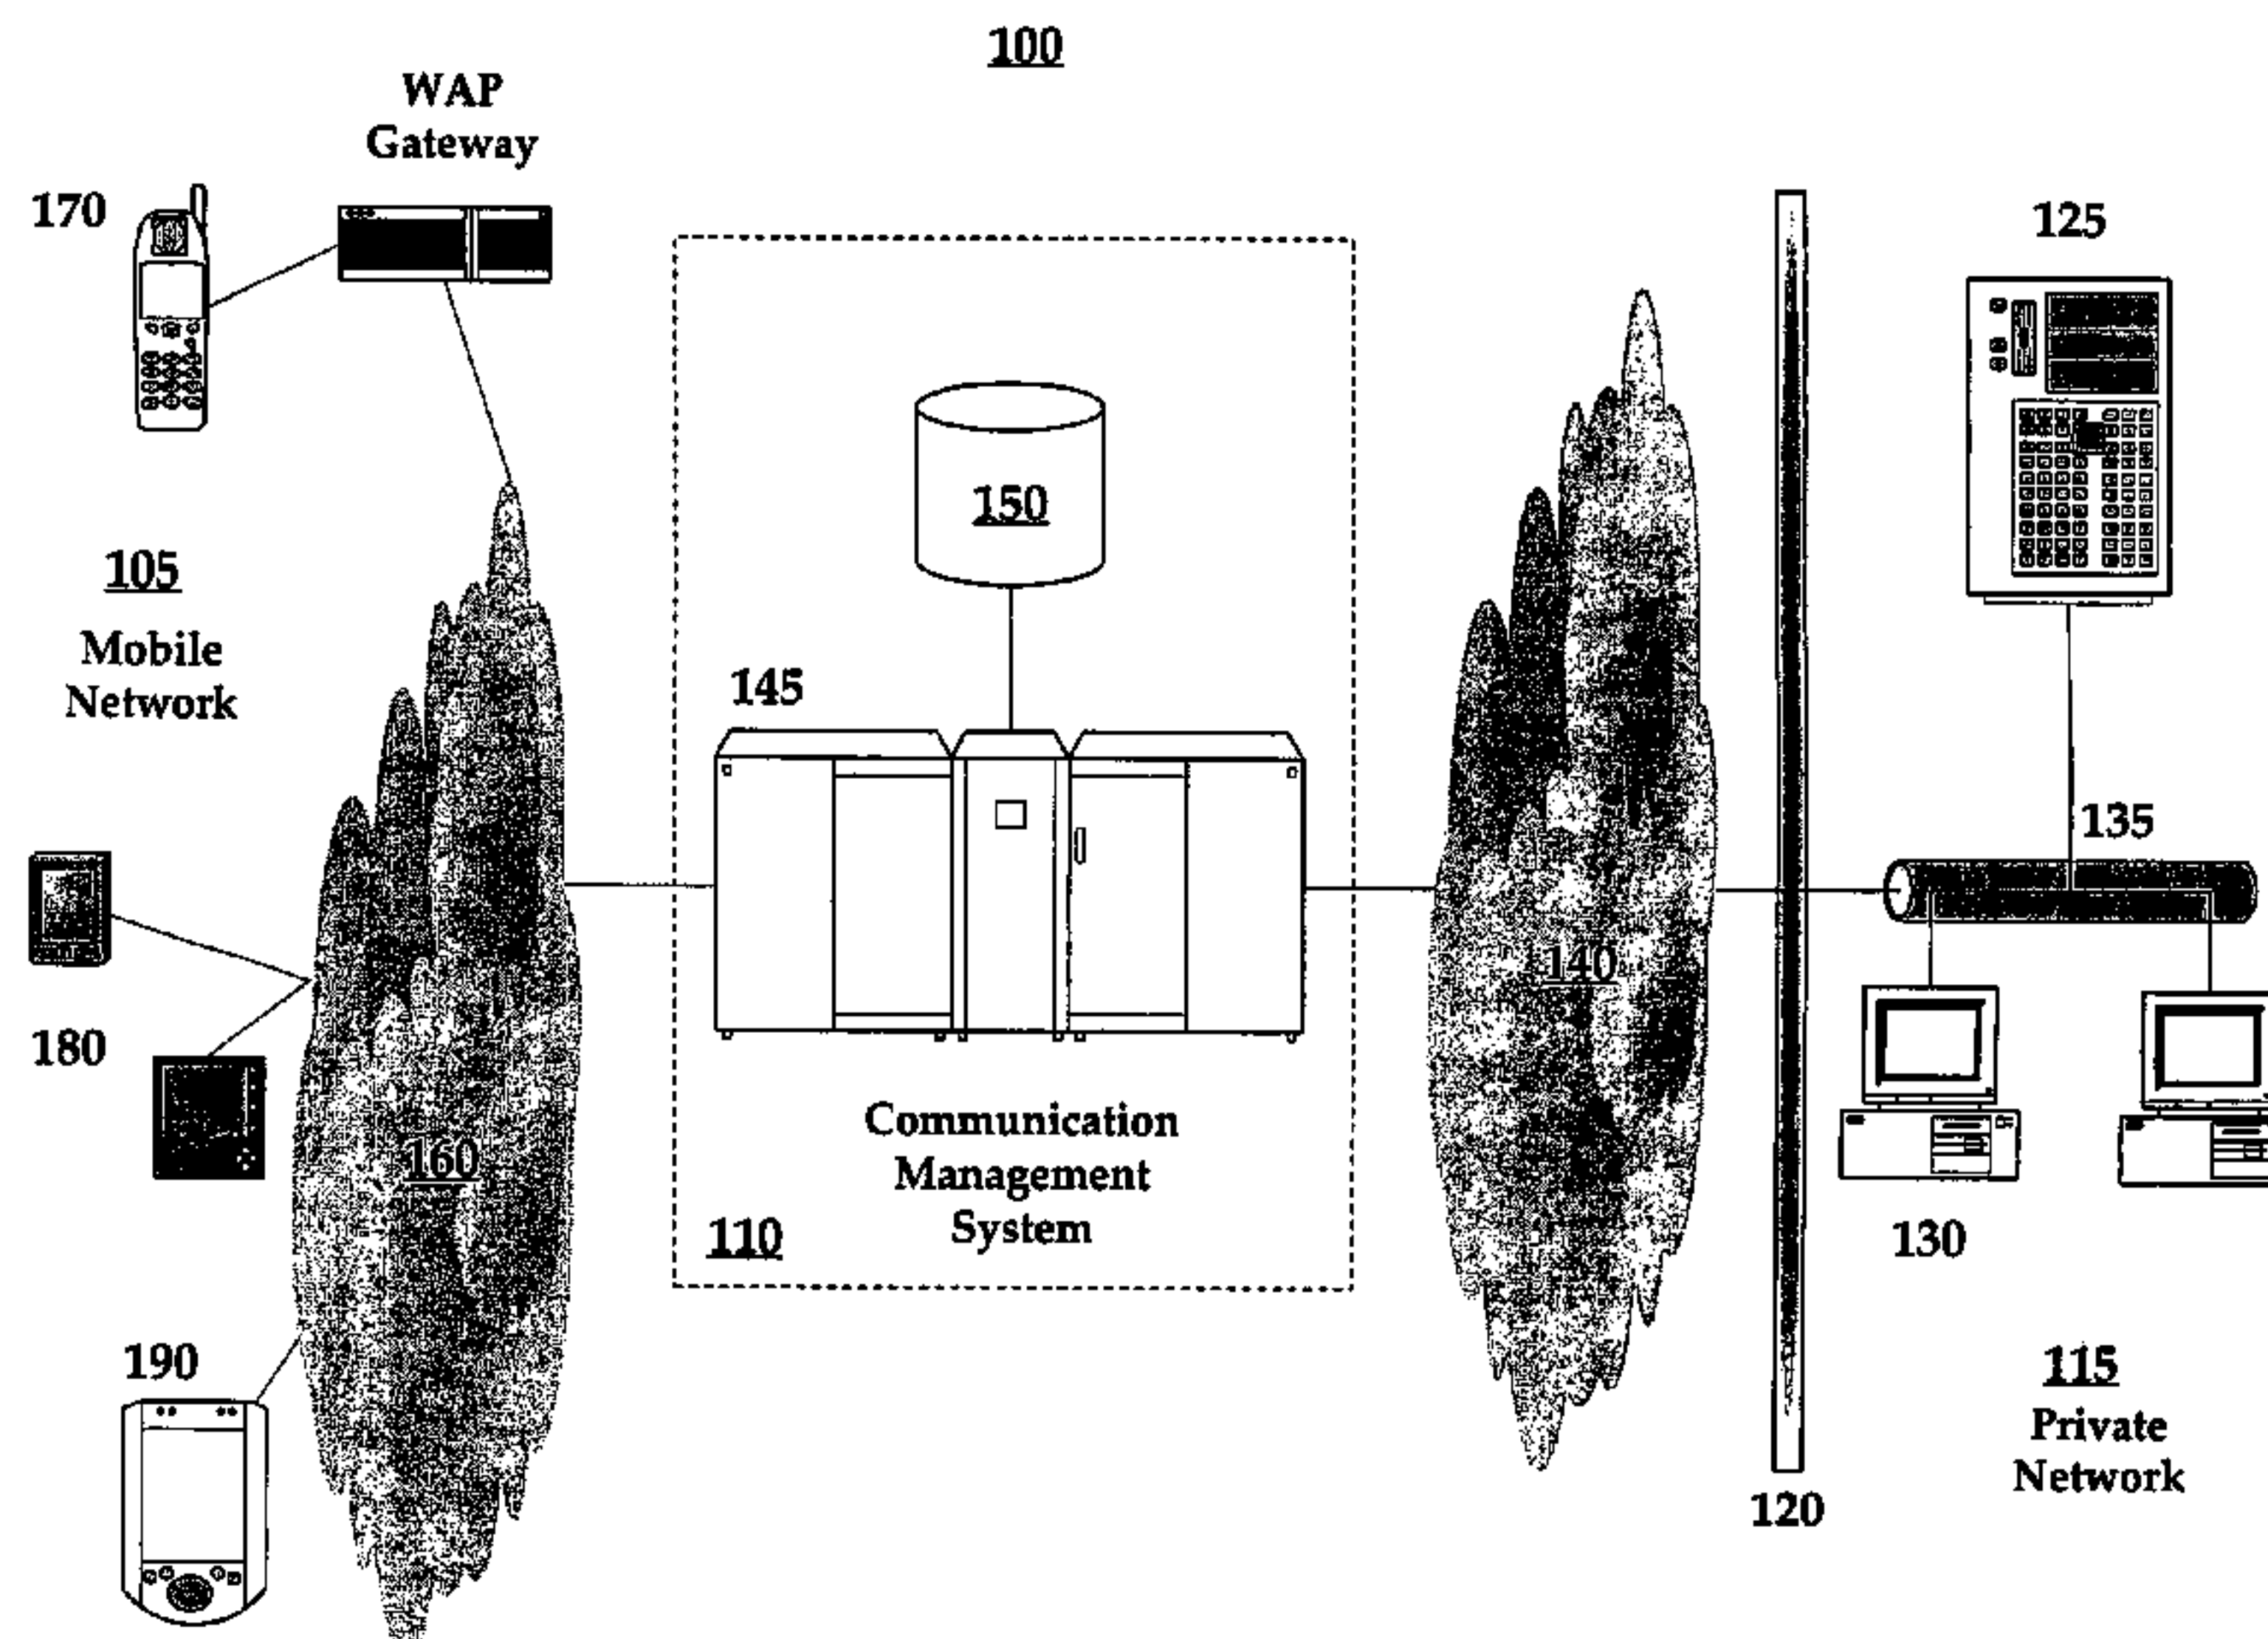 100
WAP
Gateway
170
125
150
105
Mobile
Network
145
135
140
180
Communication
Management
System
160
110
130
190
115
Private
Network
120